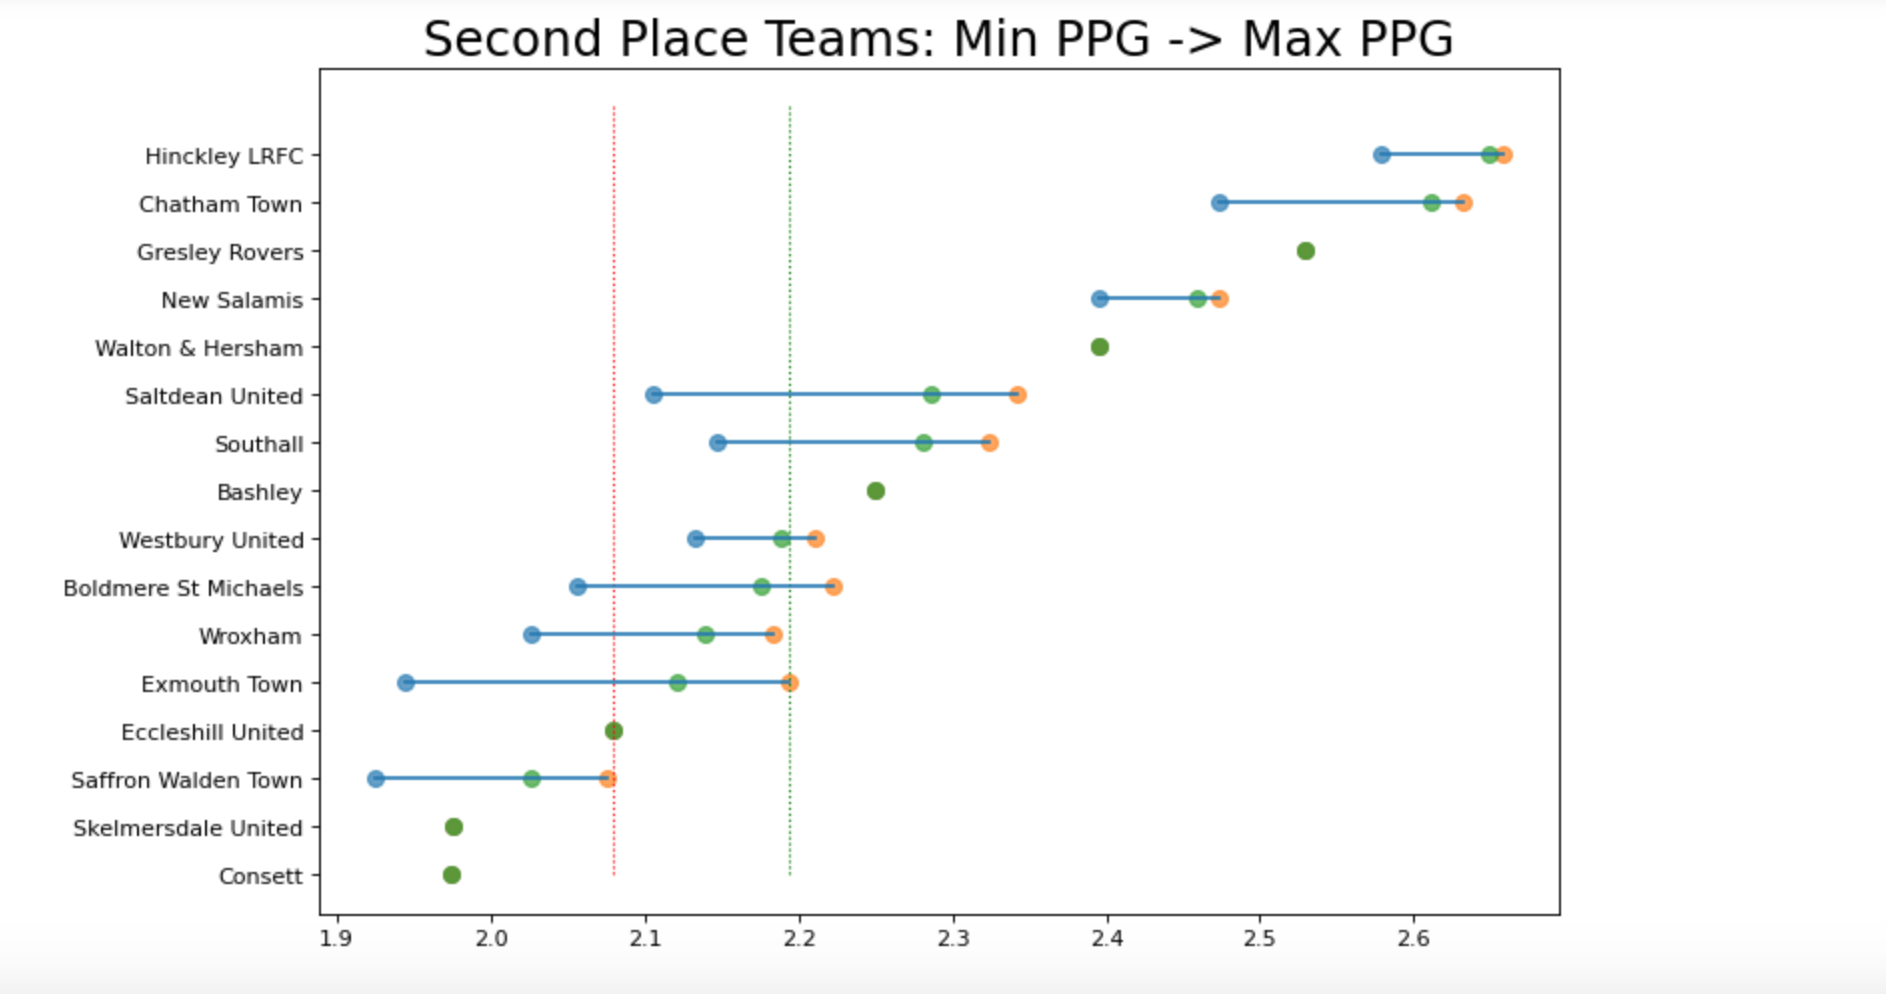 Second Place Teams: Min PPG -> Max PPG
Hinckley LRFC
Chatham Town
Gresley Rovers
New Salamis
Walton & Hersham
Saltdean United
Southall
Bashley
Westbury United
Boldmere St Michaels
Wroxham
Exmouth Town
Eccleshill United
Saffron Walden Town
Skelmersdale United
Consett
1.9 2.0 2.1 2.2 2.3 2.4 2.5 2.6